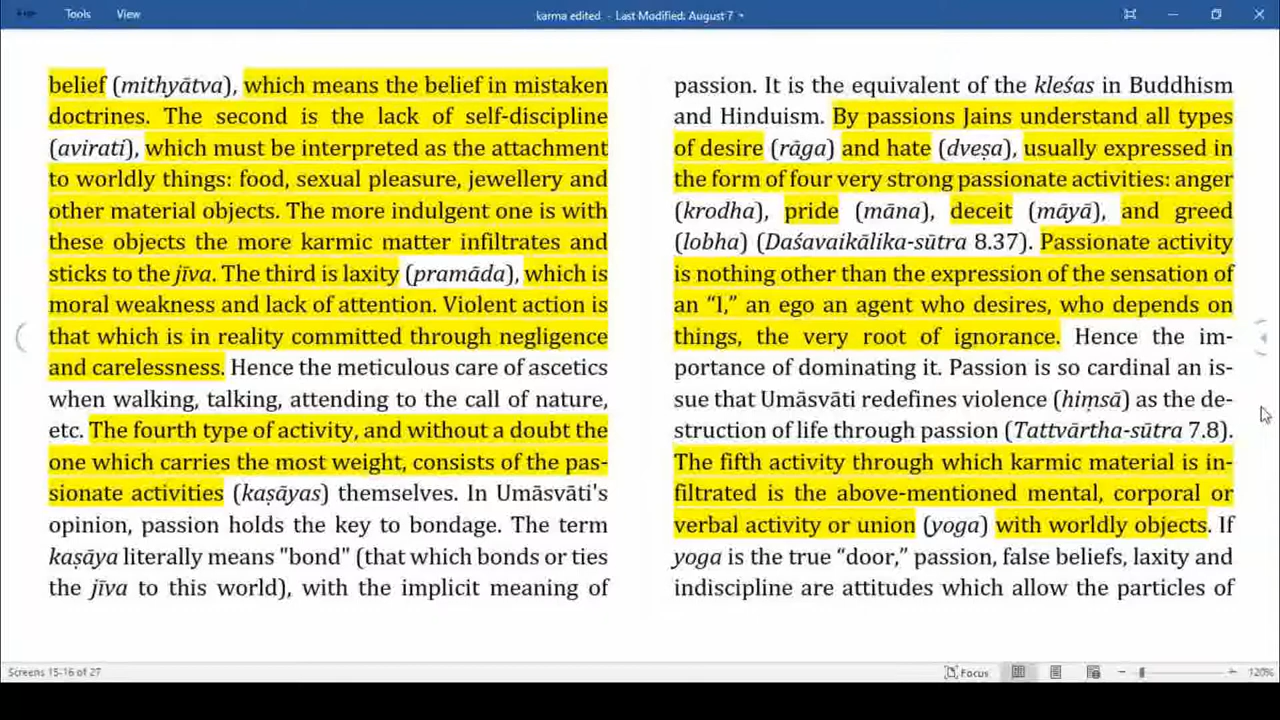 Tools View karma edited - Last Modified: August 7
belief (mithyātva), which means the belief in mistaken
doctrines. The second is the lack of self-discipline
(avirati), which must be interpreted as the attachment
to worldly things: food, sexual pleasure, jewellery and
other material objects. The more indulgent one is with
these objects the more karmic matter infiltrates and
sticks to the jīva. The third is laxity (pramāda), which is
moral weakness and lack of attention. Violent action is
that which is in reality committed through negligence
and carelessness. Hence the meticulous care of ascetics
when walking, talking, attending to the call of nature,
etc. The fourth type of activity, and without a doubt the
one which carries the most weight, consists of the pas-
sionate activities (kaṣāyas) themselves. In Umāsvāti's
opinion, passion holds the key to bondage. The term
kaṣāya literally means "bond" (that which bonds or ties
the jīva to this world), with the implicit meaning of
passion. It is the equivalent of the kleśas in Buddhism
and Hinduism. By passions Jains understand all types
of desire (rāga) and hate (dveṣa), usually expressed in
the form of four very strong passionate activities: anger
(krodha), pride (māna), deceit (māyā), and greed
(lobha) (Daśavaikālika-sūtra 8.37). Passionate activity
is nothing other than the expression of the sensation of
an “I,” an ego an agent who desires, who depends on
things, the very root of ignorance. Hence the im-
portance of dominating it. Passion is so cardinal an is-
sue that Umāsvāti redefines violence (hiṃsā) as the de-
struction of life through passion (Tattvārtha-sūtra 7.8).
The fifth activity through which karmic material is in-
filtrated is the above-mentioned mental, corporal or
verbal activity or union (yoga) with worldly objects. If
yoga is the true “door,” passion, false beliefs, laxity and
indiscipline are attitudes which allow the particles of
Screens 15-16 of 27 Focus 120%